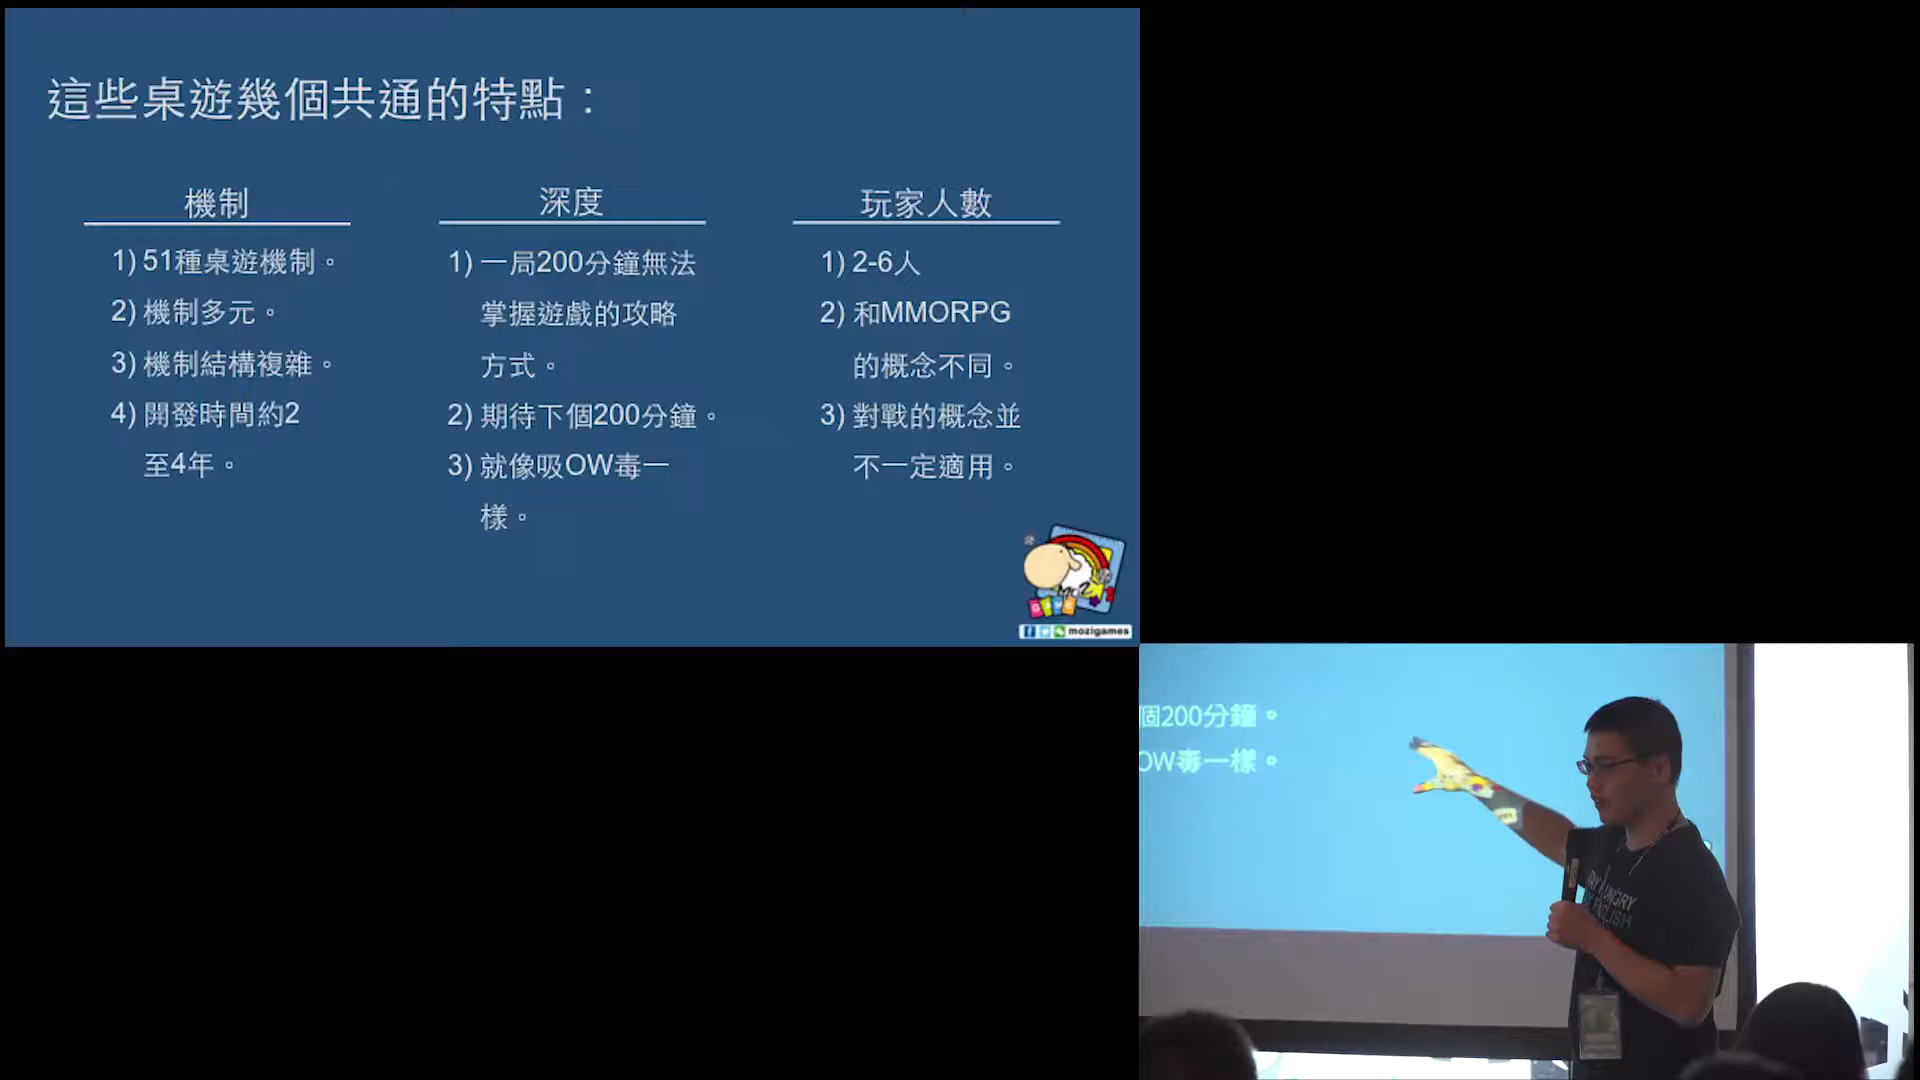 這些桌遊幾個共通的特點：
機制
1) 51種桌遊機制。
2) 機制多元。
3) 機制結構複雜。
4) 開發時間約2
至4年。
深度
1) 一局200分鐘無法
掌握遊戲的攻略
方式。
2) 期待下個200分鐘。
3) 就像吸OW毒一
樣。
玩家人數
1) 2-6人
2) 和MMORPG
的概念不同。
3) 對戰的概念並
不一定適用。
mozigames
個200分鐘。
OW毒一樣。